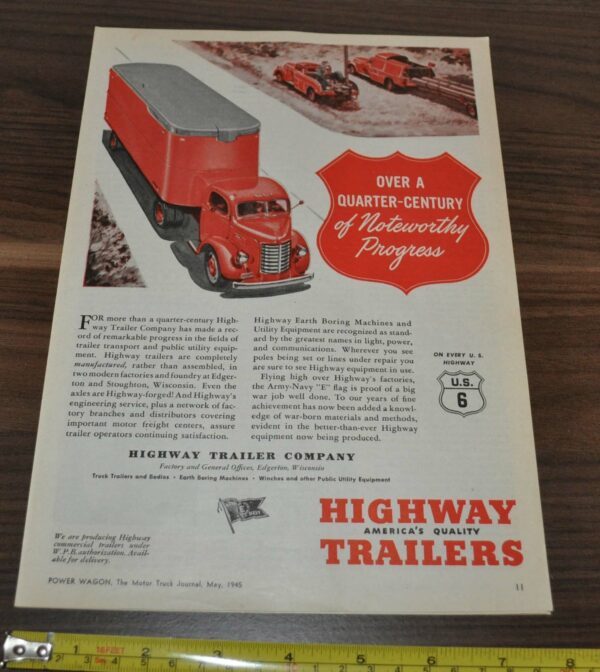 OVER A
QUARTER-CENTURY
of Noteworthy
Progress
FOR more than a quarter-century High-
way Trailer Company has made a rec-
ord of remarkable progress in the fields of
trailer transport and public utility equip-
ment. Highway trailers are completely
manufactured, rather than assembled, in
two modern factories and foundry at Edger-
ton and Stoughton, Wisconsin. Even the
axles are Highway-forged! And Highway's
engineering service, plus a network of fac-
tory branches and distributors covering
important motor freight centers, assure
trailer operators continuing satisfaction.
Highway Earth Boring Machines and
Utility Equipment are recognized as stand-
ard by the greatest names in light, power,
and communications. Wherever you see
poles being set or lines under repair you
are sure to see Highway equipment in use.
Flying high over Highway's factories,
the Army-Navy "E" flag is proof of a big
war job well done. To our years of fine
achievement has now been added a knowl-
edge of war-born materials and methods,
evident in the better-than-ever Highway
equipment now being produced.
ON EVERY U. S.
HIGHWAY
U.S.
6
HIGHWAY TRAILER COMPANY
Factory and General Offices, Edgerton, Wisconsin
Truck Trailers and Bodies • Earth Boring Machines • Winches and other Public Utility Equipment
We are producing Highway
commercial trailers under
W.P.B. authorization. Avail-
able for delivery.
HIGHWAY
AMERICA'S QUALITY
TRAILERS
POWER WAGON, The Motor Truck Journal, May, 1945
11
16 FEET
1 2 3 4 5 6 7 8